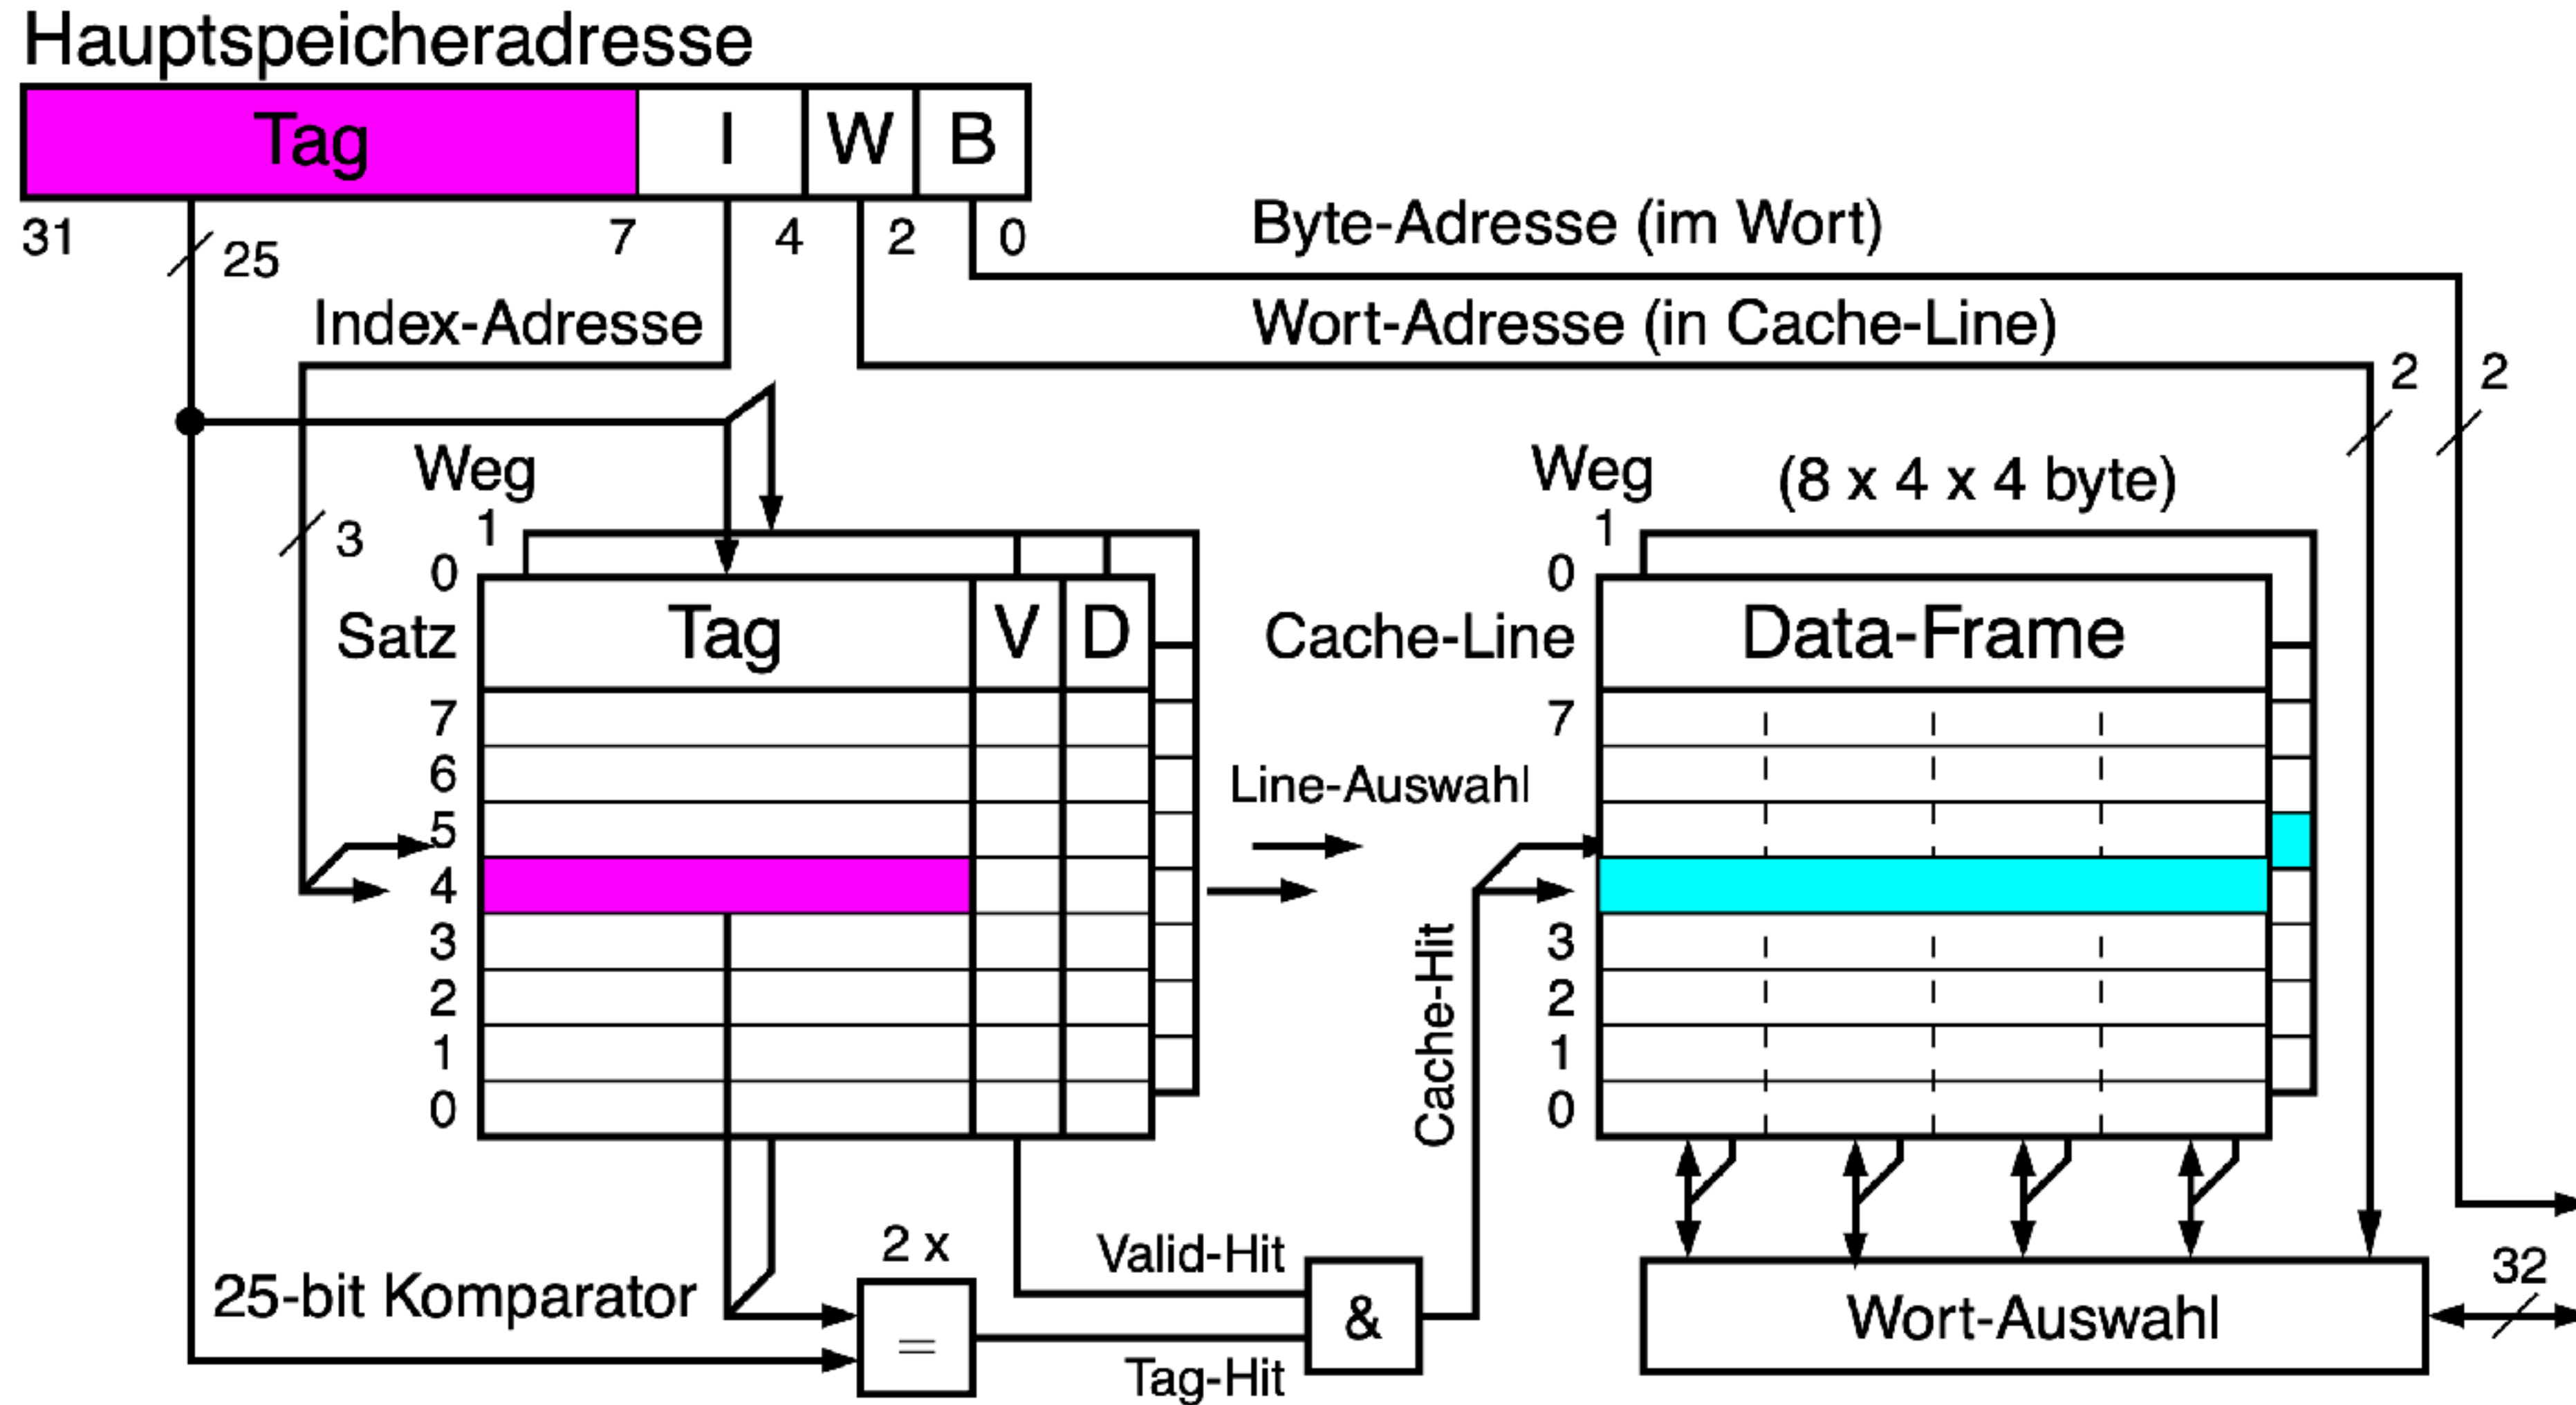 Hauptspeicheradresse
Tag I W B
31 25 7 4 2 0
Byte-Adresse (im Wort)
Index-Adresse
Wort-Adresse (in Cache-Line)
2 2
Weg
Weg (8 x 4 x 4 byte)
3 1
1
0
0
Satz Tag V D
Cache-Line Data-Frame
7
7
6
Line-Auswahl
5
4
3
3
2
2
1
1
0
0
Cache-Hit
2 x
Valid-Hit
25-bit Komparator
=
&
Wort-Auswahl
32
Tag-Hit